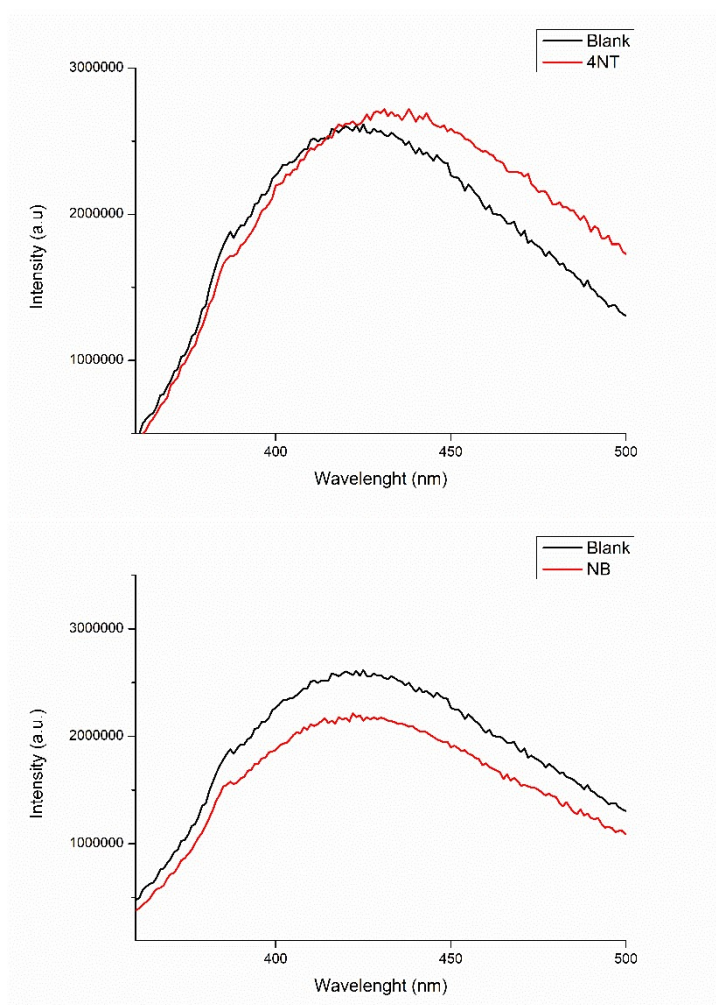 Blank
4NT
3000000
2000000
1000000
Intensity (a.u)
400
450
500
Wavelenght (nm)
Blank
NB
3000000
2000000
1000000
Intensity (a.u.)
400
450
500
Wavelenght (nm)